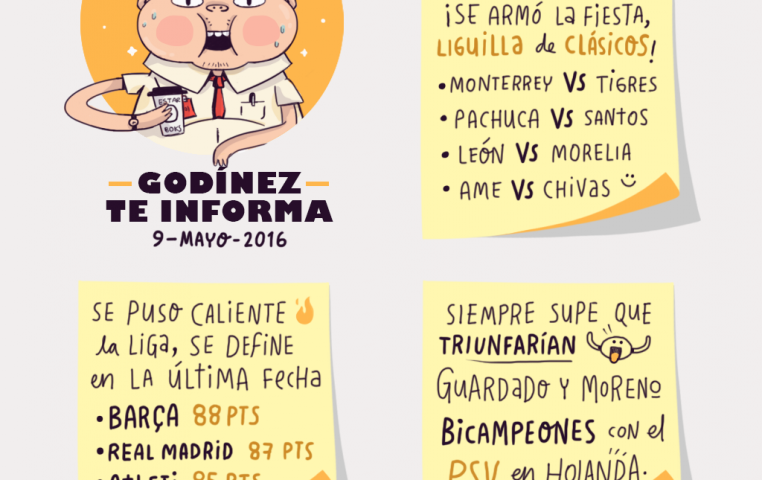 ESTAR
BOKS
GODÍNEZ
TE INFORMA
9-MAYO-2016
¡SE ARMÓ LA FIESTA,
LIGUILLA de CLÁSICOS!
•MONTERREY VS TIGRES
•PACHUCA VS SANTOS
•LEÓN VS MORELIA
•AME VS CHIVAS
SE PUSO CALIENTE
la LIGA, SE DEFINE
en LA ÚLTIMA FECHA
•BARÇA 88 PTS
•REAL MADRID 87 PTS
•ATLETI 85 PTS
SIEMPRE SUPE QUE
TRIUNFARÍAN
GUARDADO Y MORENO
BICAMPEONES con el
PSV en HOLANDA.